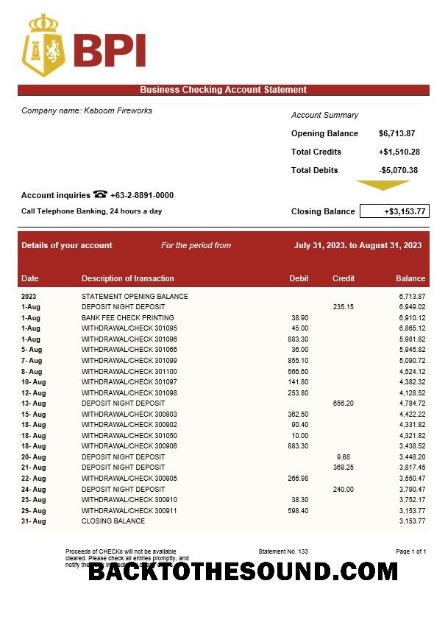 BPI
Business Checking Account Statement
Company name: Kaboom Fireworks
Account Summary
Opening Balance $6,713.87
Total Credits +$1,510.28
Total Debits -$5,070.38
Account inquiries ☎ +63-2-8891-0000
Call Telephone Banking, 24 hours a day
Closing Balance +$3,153.77
Details of your account For the period from July 31, 2023. to August 31, 2023
Date Description of transaction Debit Credit Balance
2023 STATEMENT OPENING BALANCE 6,713.87
1-Aug DEPOSIT NIGHT DEPOSIT 235.15 6,949.02
1-Aug BANK FEE CHECK PRINTING 38.90 6,910.12
1-Aug WITHDRAWAL/CHECK 301095 45.00 6,865.12
1-Aug WITHDRAWAL/CHECK 301096 883.30 5,981.82
5- Aug WITHDRAWAL/CHECK 301066 36.00 5,945.82
7- Aug WITHDRAWAL/CHECK 301099 855.10 5,090.72
8- Aug WITHDRAWAL/CHECK 301100 566.60 4,524.12
10- Aug WITHDRAWAL/CHECK 301097 141.80 4,382.32
12- Aug WITHDRAWAL/CHECK 301098 253.80 4,128.52
13- Aug DEPOSIT NIGHT DEPOSIT 656.20 4,784.72
15- Aug WITHDRAWAL/CHECK 300903 362.50 4,422.22
18- Aug WITHDRAWAL/CHECK 300902 90.40 4,331.82
18- Aug WITHDRAWAL/CHECK 301050 10.00 4,321.82
18- Aug WITHDRAWAL/CHECK 300906 883.30 3,438.52
20- Aug DEPOSIT NIGHT DEPOSIT 9.68 3,448.20
21- Aug DEPOSIT NIGHT DEPOSIT 369.25 3,817.45
22- Aug WITHDRAWAL/CHECK 300905 266.98 3,550.47
24- Aug DEPOSIT NIGHT DEPOSIT 240.00 3,790.47
25- Aug WITHDRAWAL/CHECK 300910 38.30 3,752.17
29- Aug WITHDRAWAL/CHECK 300911 598.40 3,153.77
31- Aug CLOSING BALANCE 3,153.77
Proceeds of CHECKs will not be available Statement No. 133 Page 1 of 1
cleared. Please check all entries promptly, and
notify the
BACKTOTHESOUND.COM